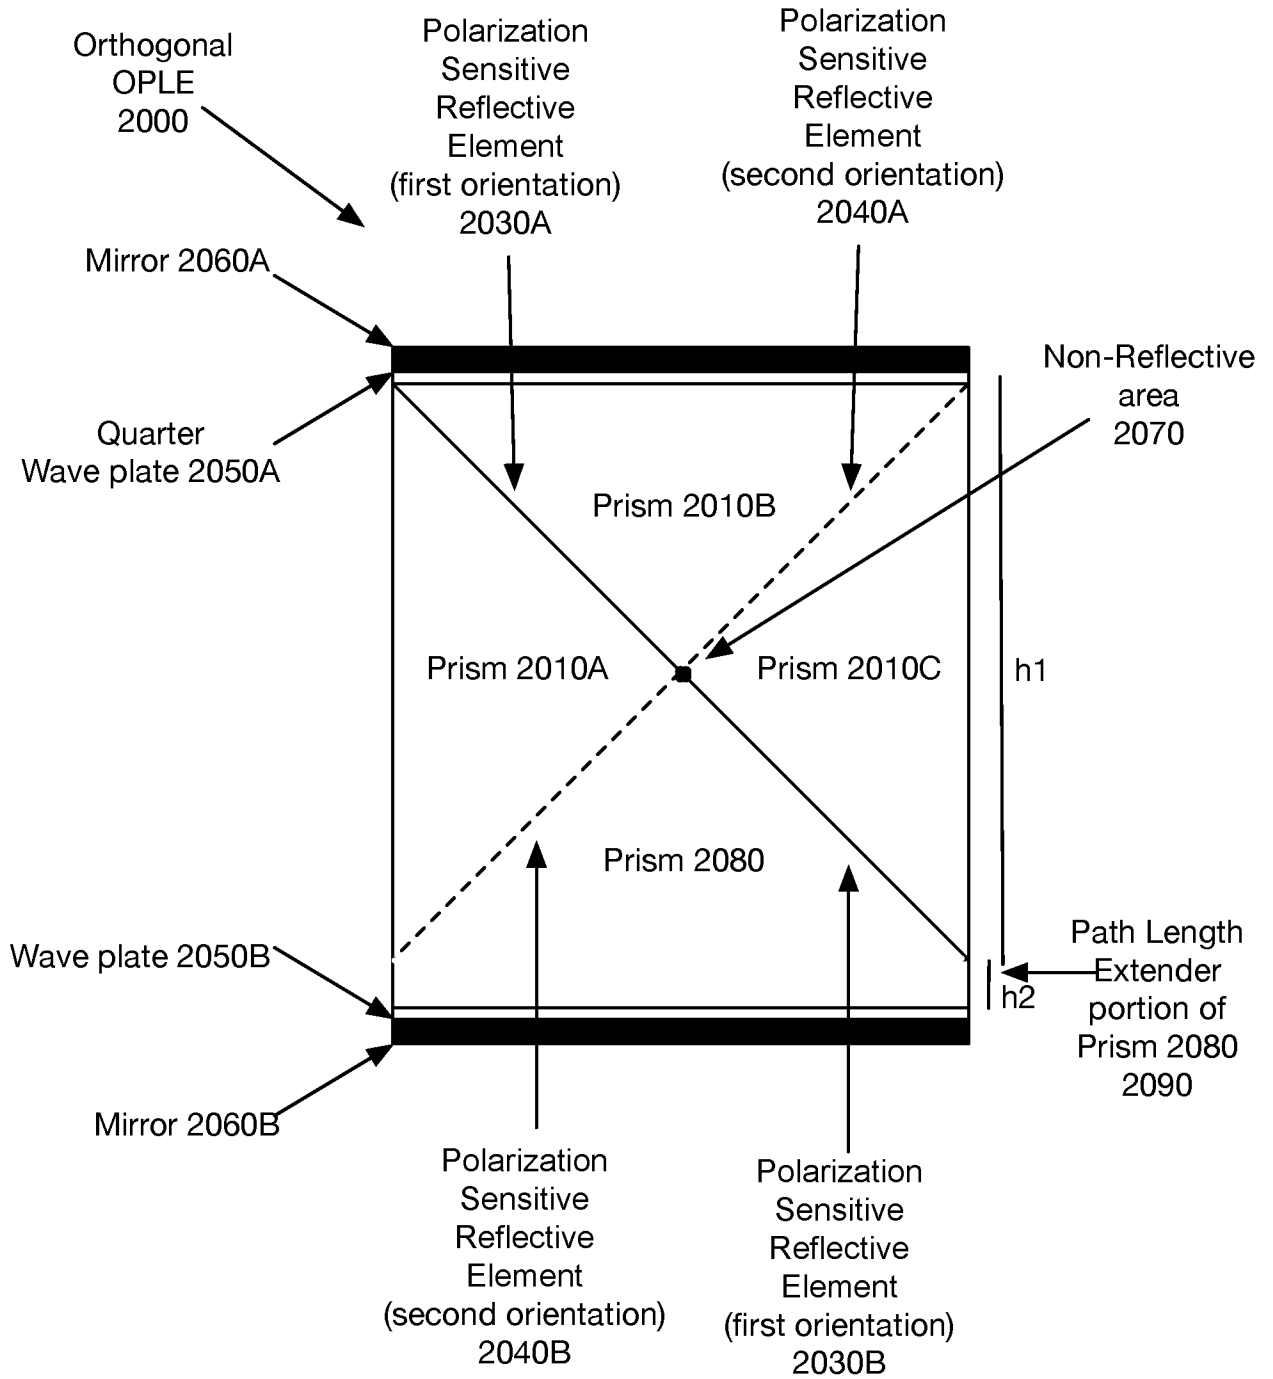 Orthogonal
OPLE
2000
Polarization
Sensitive
Reflective
Element
(first orientation)
2030A
Polarization
Sensitive
Reflective
Element
(second orientation)
2040A
Mirror 2060A
Quarter
Wave plate 2050A
Non-Reflective
area
2070
Prism 2010B
Prism 2010A
Prism 2010C
h1
Prism 2080
Wave plate 2050B
Mirror 2060B
h2
Path Length
Extender
portion of
Prism 2080
2090
Polarization
Sensitive
Reflective
Element
(second orientation)
2040B
Polarization
Sensitive
Reflective
Element
(first orientation)
2030B